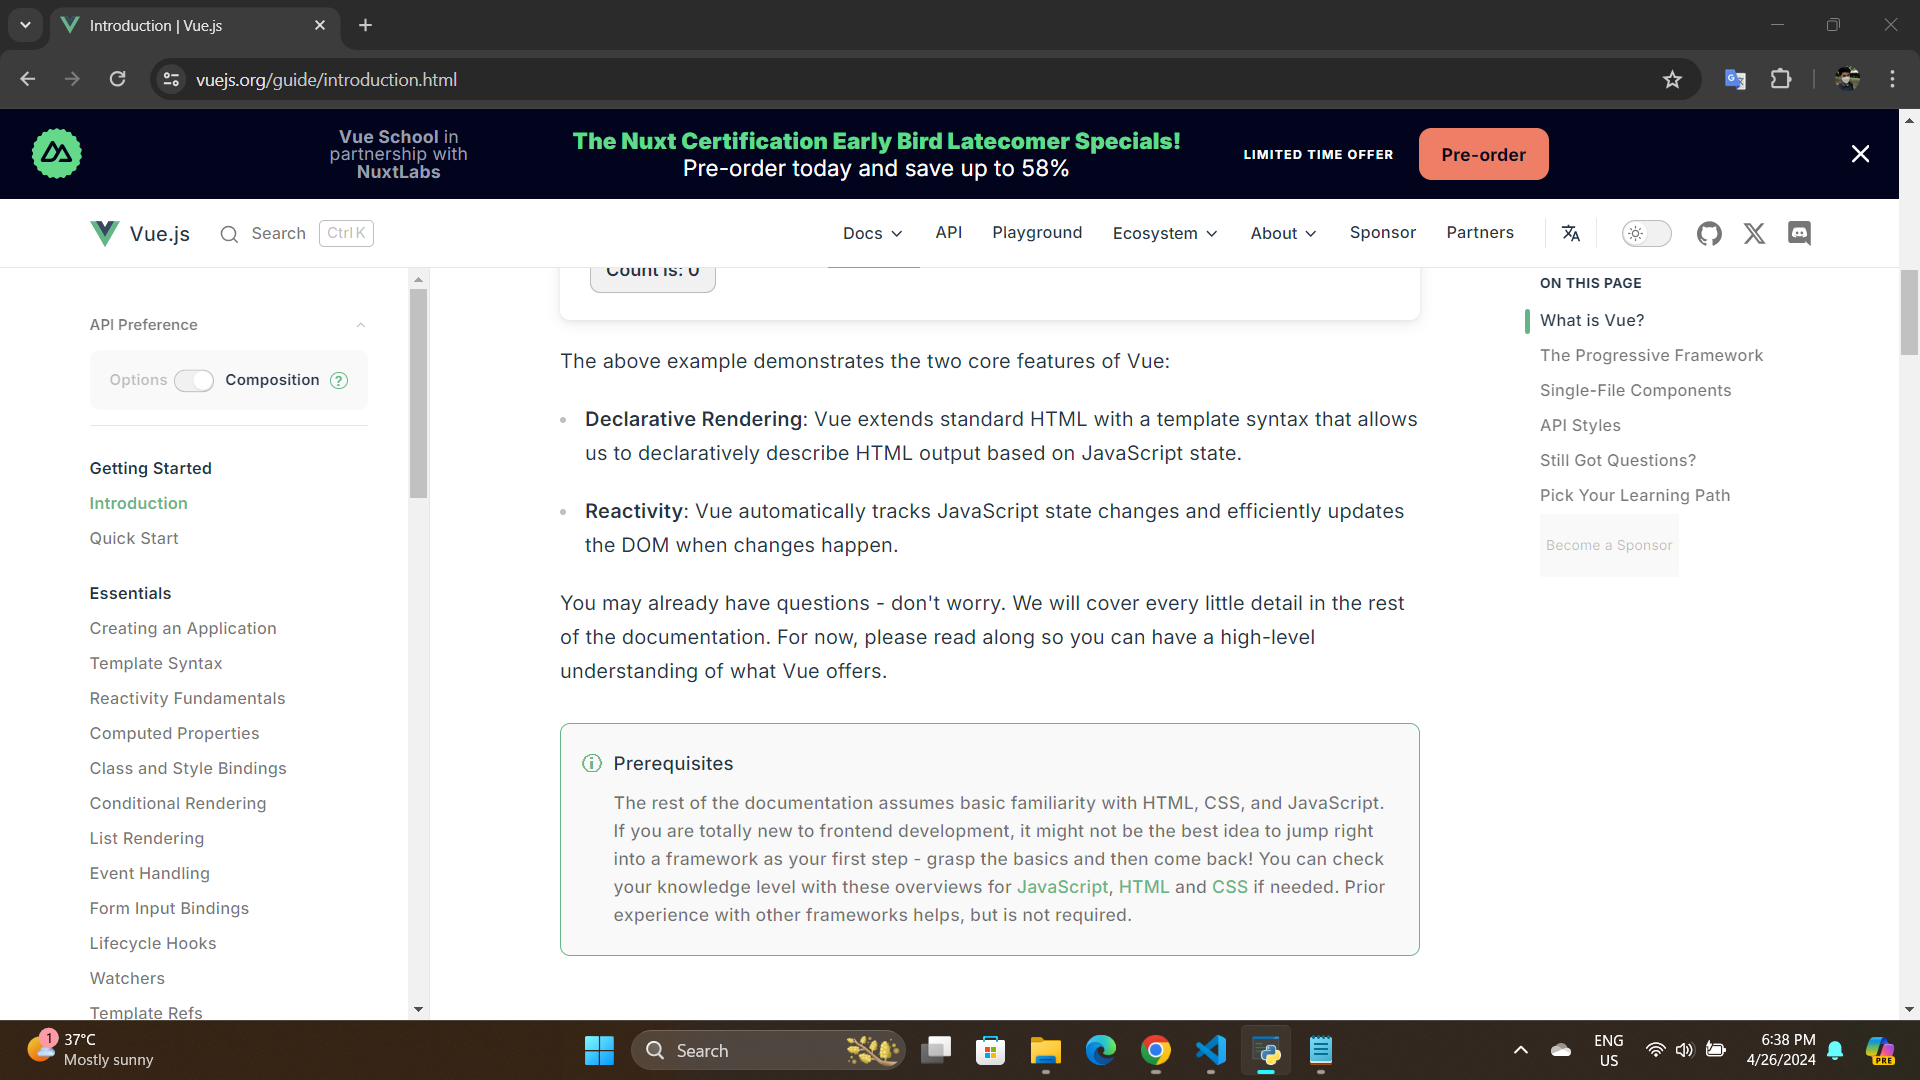 Introduction | Vue.js
vuejs.org/guide/introduction.html
Vue School in
partnership with
NuxtLabs
The Nuxt Certification Early Bird Latecomer Specials!
Pre-order today and save up to 58%
LIMITED TIME OFFER
Pre-order
Vue.js
Search
Ctrl K
Docs
API
Playground
Ecosystem
About
Sponsor
Partners
API Preference
Options
Composition
?
Getting Started
Introduction
Quick Start
Essentials
Creating an Application
Template Syntax
Reactivity Fundamentals
Computed Properties
Class and Style Bindings
Conditional Rendering
List Rendering
Event Handling
Form Input Bindings
Lifecycle Hooks
Watchers
Template Refs
Count is: 0
The above example demonstrates the two core features of Vue:
• Declarative Rendering: Vue extends standard HTML with a template syntax that allows
us to declaratively describe HTML output based on JavaScript state.
• Reactivity: Vue automatically tracks JavaScript state changes and efficiently updates
the DOM when changes happen.
You may already have questions - don't worry. We will cover every little detail in the rest
of the documentation. For now, please read along so you can have a high-level
understanding of what Vue offers.
Prerequisites
The rest of the documentation assumes basic familiarity with HTML, CSS, and JavaScript.
If you are totally new to frontend development, it might not be the best idea to jump right
into a framework as your first step - grasp the basics and then come back! You can check
your knowledge level with these overviews for JavaScript, HTML and CSS if needed. Prior
experience with other frameworks helps, but is not required.
ON THIS PAGE
What is Vue?
The Progressive Framework
Single-File Components
API Styles
Still Got Questions?
Pick Your Learning Path
Become a Sponsor
1
37°C
Mostly sunny
Search
ENG
US
6:38 PM
4/26/2024
PRE